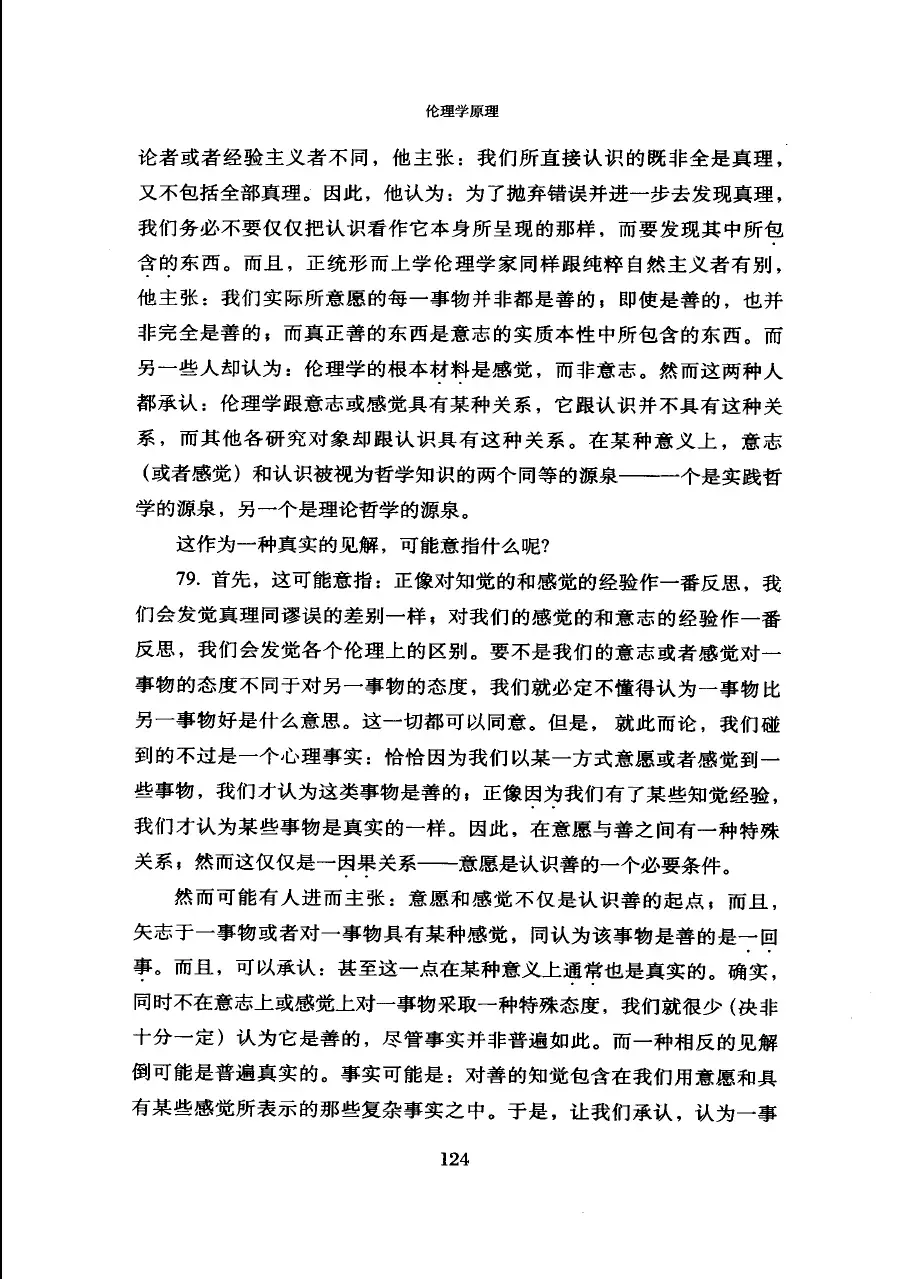 伦理学原理
论者或者经验主义者不同，他主张：我们所直接认识的既非全是真理，
又不包括全部真理。因此，他认为：为了抛弃错误并进一步去发现真理，
我们务必不要仅仅把认识看作它本身所呈现的那样，而要发现其中所包
含的东西。而且，正统形而上学伦理学家同样跟纯粹自然主义者有别，
他主张：我们实际所意愿的每一事物并非都是善的；即使是善的，也并
非完全是善的；而真正善的东西是意志的实质本性中所包含的东西。而
另一些人却认为：伦理学的根本材料是感觉，而非意志。然而这两种人
都承认：伦理学跟意志或感觉具有某种关系，它跟认识并不具有这种关
系，而其他各研究对象却跟认识具有这种关系。在某种意义上，意志
（或者感觉）和认识被视为哲学知识的两个同等的源泉——一个是实践哲
学的源泉，另一个是理论哲学的源泉。
这作为一种真实的见解，可能意指什么呢？
79. 首先，这可能意指：正像对知觉的和感觉的经验作一番反思，我
们会发觉真理同谬误的差别一样；对我们的感觉的和意志的经验作一番
反思，我们会发觉各个伦理上的区别。要不是我们的意志或者感觉对一
事物的态度不同于对另一事物的态度，我们就必定不懂得认为一事物比
另一事物好是什么意思。这一切都可以同意。但是，就此而论，我们碰
到的不过是一个心理事实：恰恰因为我们以某一方式意愿或者感觉到一
些事物，我们才认为这类事物是善的；正像因为我们有了某些知觉经验，
我们才认为某些事物是真实的一样。因此，在意愿与善之间有一种特殊
关系；然而这仅仅是一因果关系——意愿是认识善的一个必要条件。
然而可能有人进而主张：意愿和感觉不仅是认识善的起点；而且，
矢志于一事物或者对一事物具有某种感觉，同认为该事物是善的是一回
事。而且，可以承认：甚至这一点在某种意义上通常也是真实的。确实，
同时不在意志上或感觉上对一事物采取一种特殊态度，我们就很少（决非
十分一定）认为它是善的，尽管事实并非普遍如此。而一种相反的见解
倒可能是普遍真实的。事实可能是：对善的知觉包含在我们用意愿和具
有某些感觉所表示的那些复杂事实之中。于是，让我们承认，认为一事
124